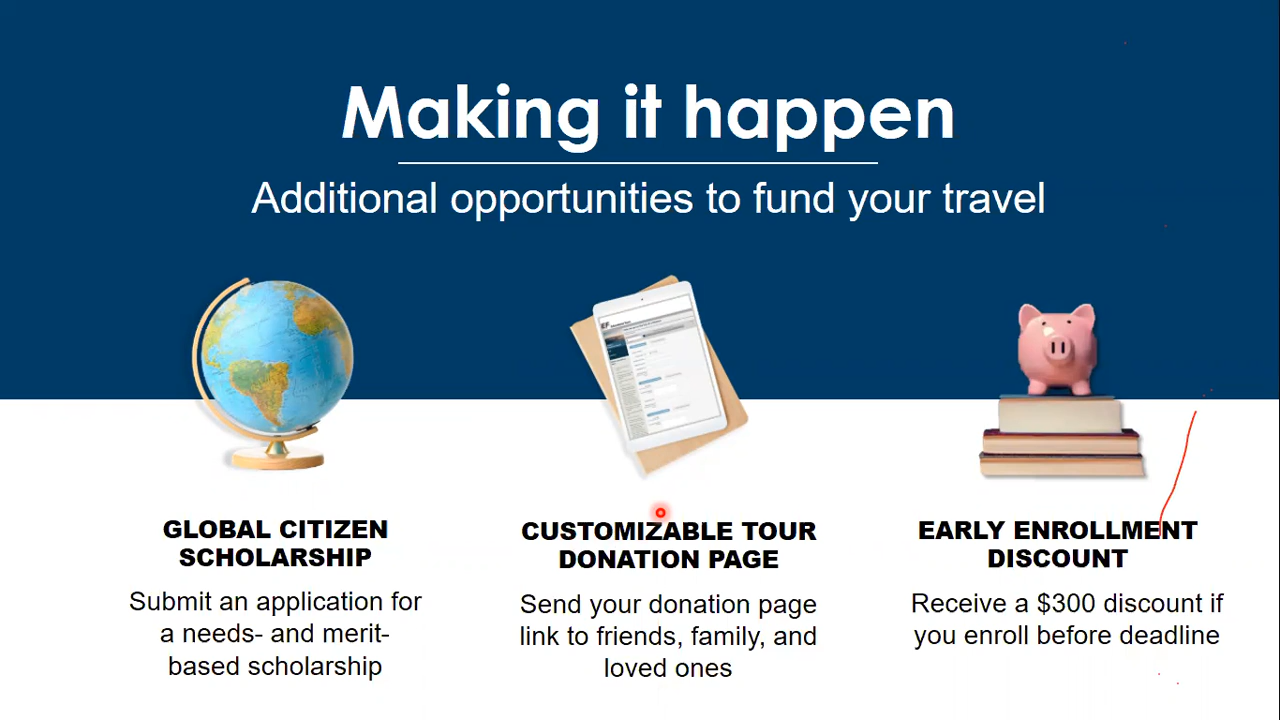 Making it happen
Additional opportunities to fund your travel
EF
GLOBAL CITIZEN
SCHOLARSHIP
Submit an application for
a needs- and merit-
based scholarship
CUSTOMIZABLE TOUR
DONATION PAGE
Send your donation page
link to friends, family, and
loved ones
EARLY ENROLLMENT
DISCOUNT
Receive a $300 discount if
you enroll before deadline